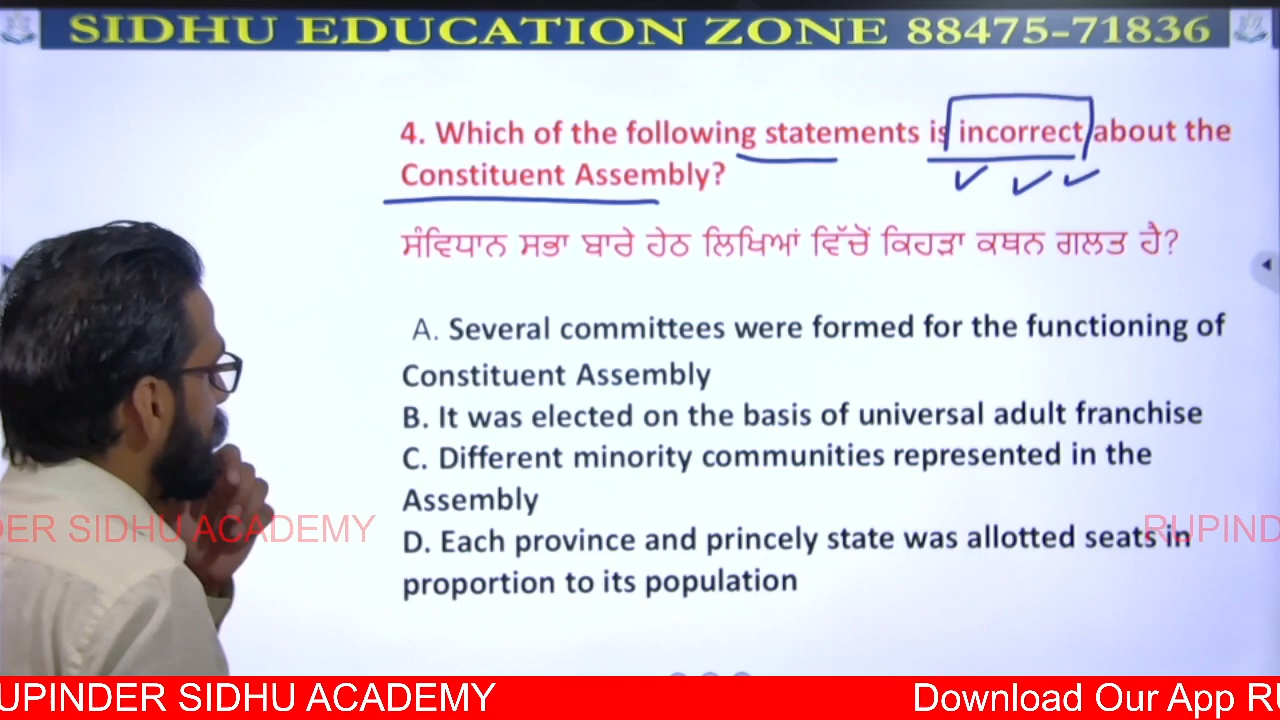 SIDHU EDUCATION ZONE 88475-71836
4. Which of the following statements is incorrect about the
Constituent Assembly?
ਸੰਵਿਧਾਨ ਸਭਾ ਬਾਰੇ ਹੇਠ ਲਿਖਿਆਂ ਵਿੱਚੋਂ ਕਿਹੜਾ ਕਥਨ ਗਲਤ ਹੈ?
A. Several committees were formed for the functioning of
Constituent Assembly
B. It was elected on the basis of universal adult franchise
C. Different minority communities represented in the
Assembly
DER SIDHU ACADEMY
RUPIND
D. Each province and princely state was allotted seats in
proportion to its population
UPINDER SIDHU ACADEMY
Download Our App RU